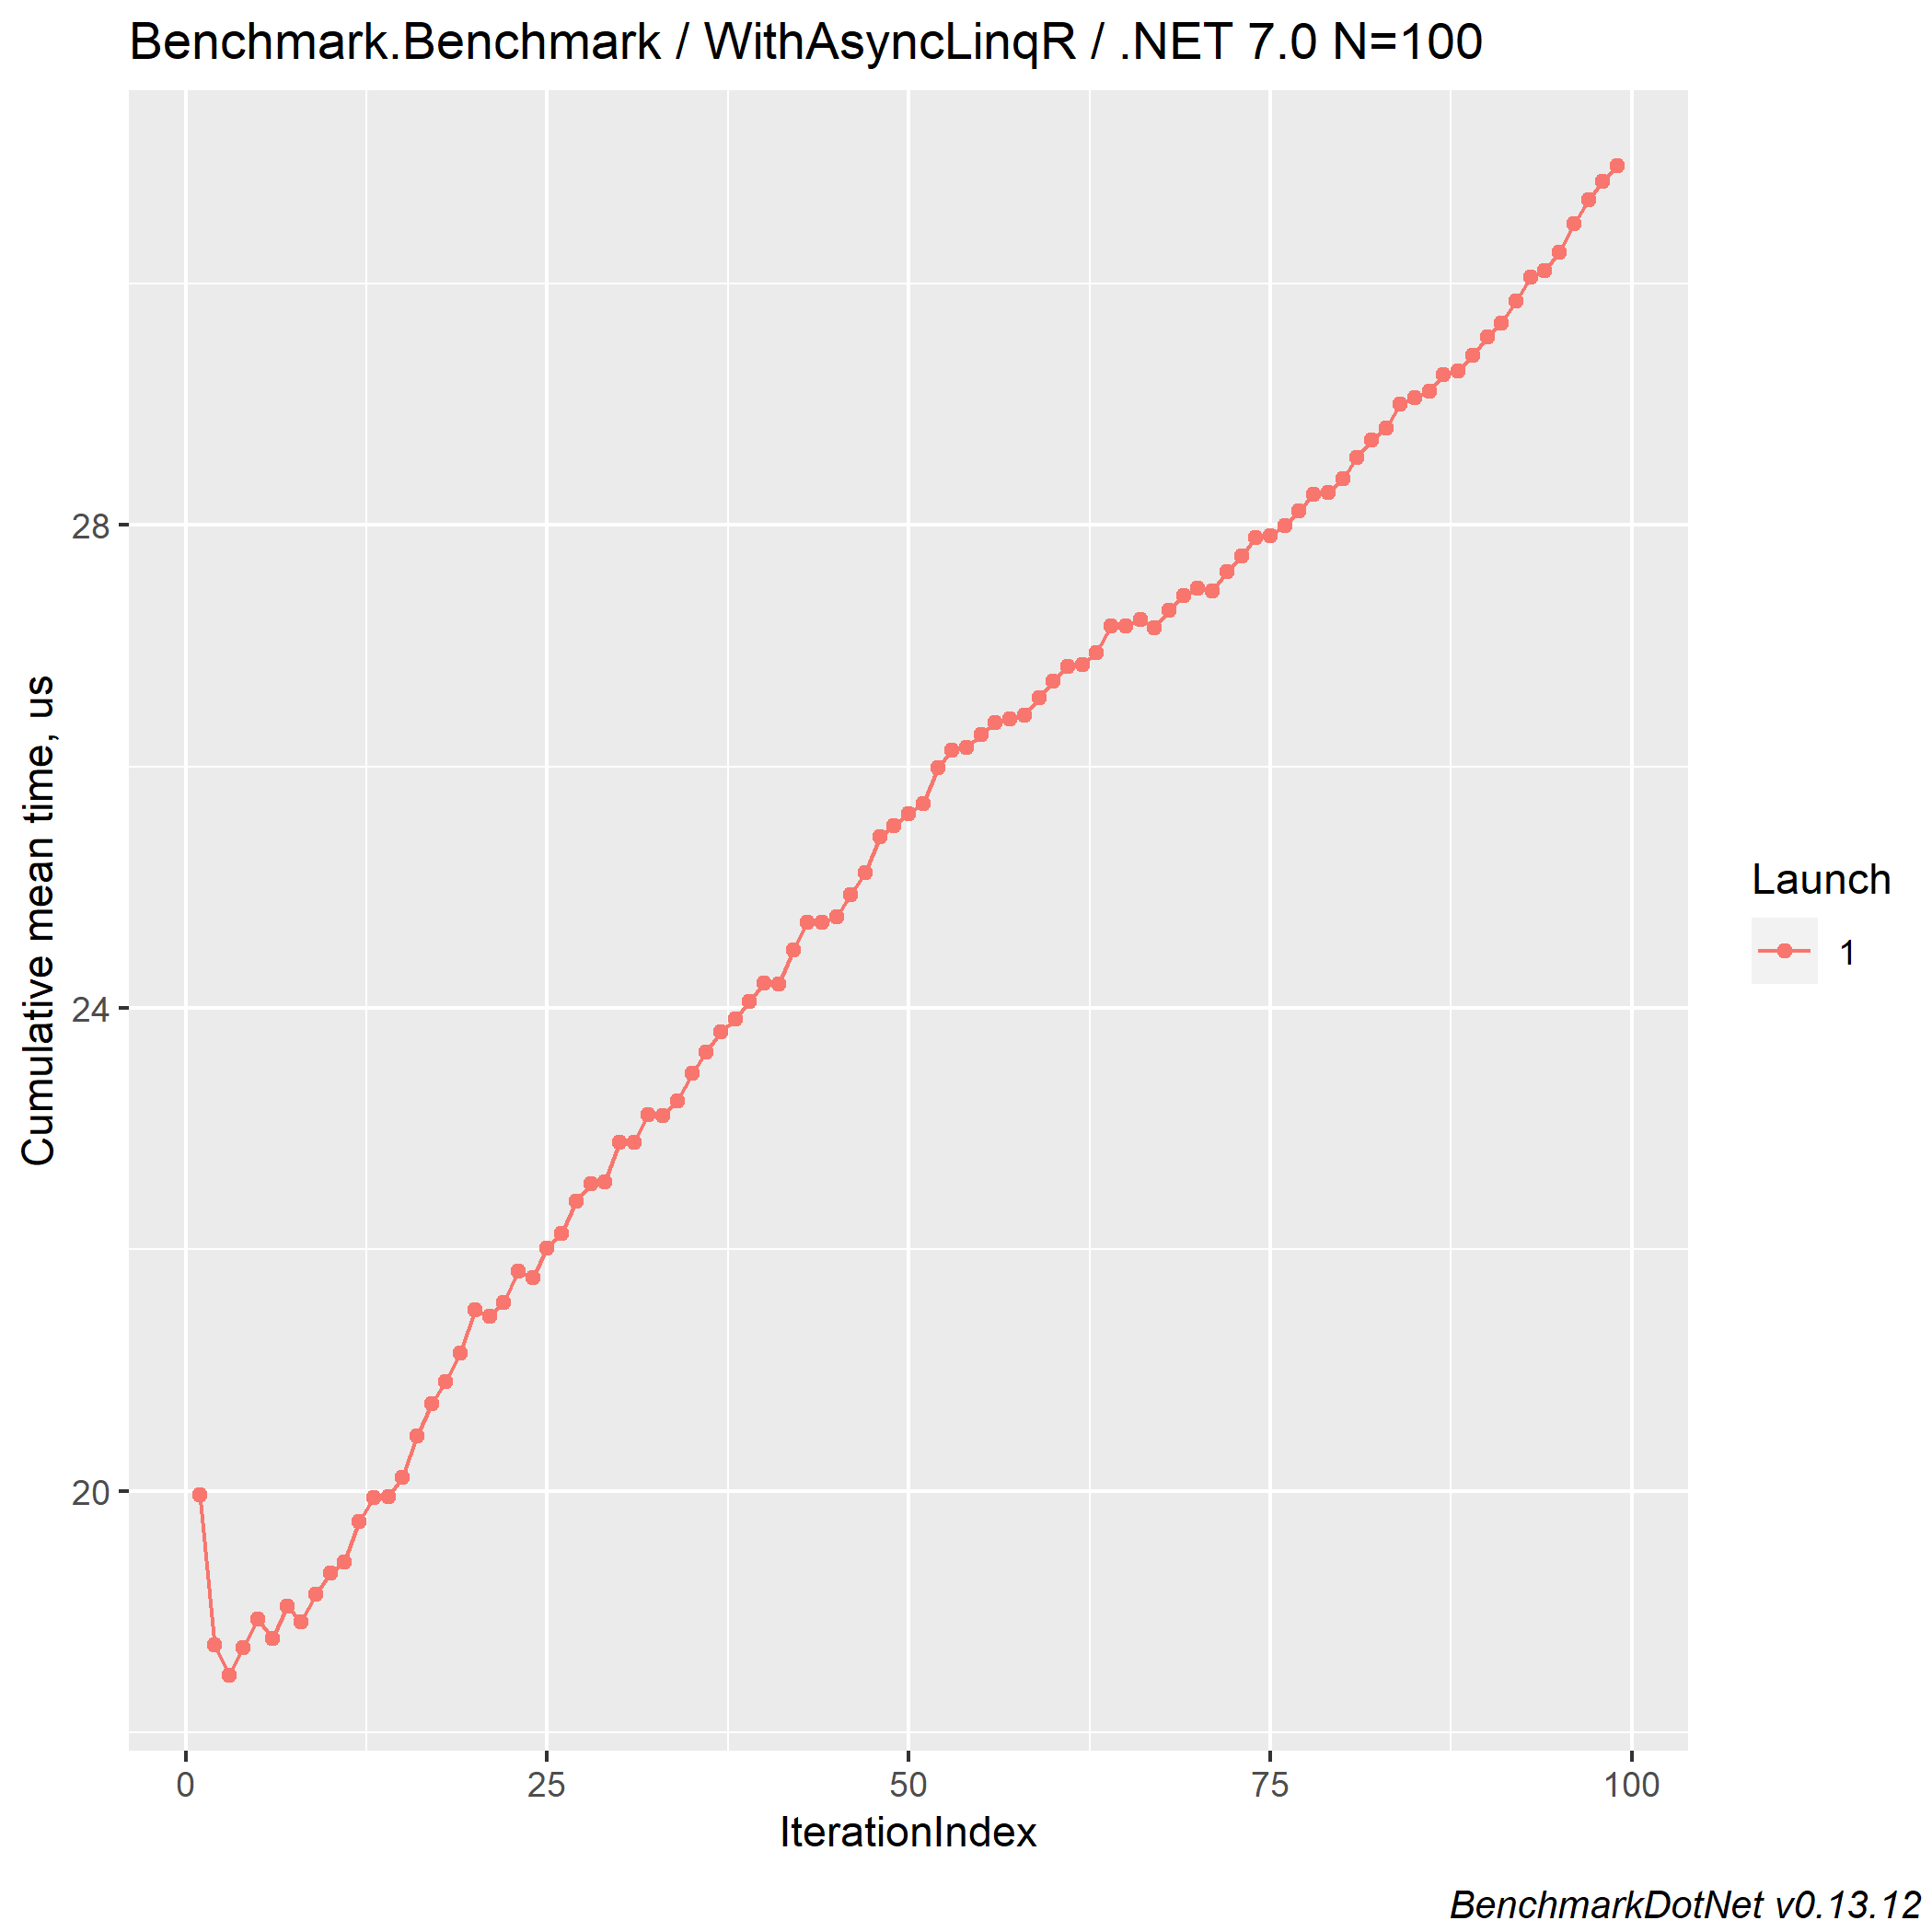 Benchmark.Benchmark / WithAsyncLinqR / .NET 7.0 N=100
Cumulative mean time, us
28
24
20
0 25 50 75 100
IterationIndex
Launch
1
BenchmarkDotNet v0.13.12